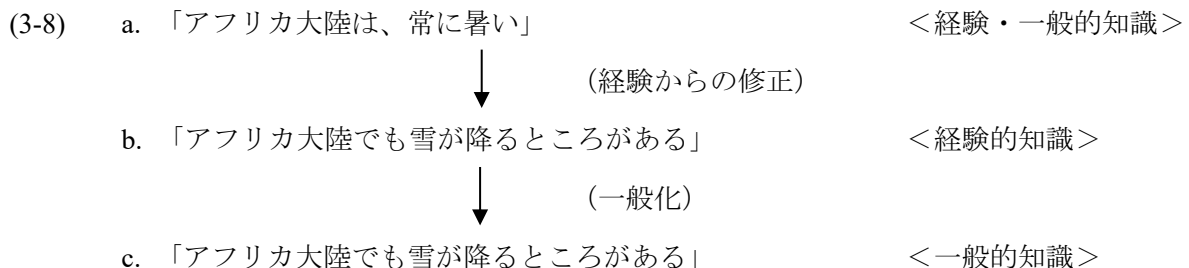 (3-8) a. 「アフリカ大陸は、常に暑い」 ＜経験・一般的知識＞
（経験からの修正）
b. 「アフリカ大陸でも雪が降るところがある」 ＜経験的知識＞
（一般化）
c. 「アフリカ大陸でも雪が降るところがある」 ＜一般的知識＞